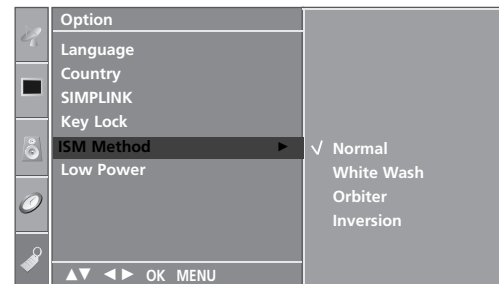 Option
Language
Country
SIMPLINK
Key Lock
ISM Method ►
Low Power
√ Normal
White Wash
Orbiter
Inversion
▲▼ ◄► OK MENU